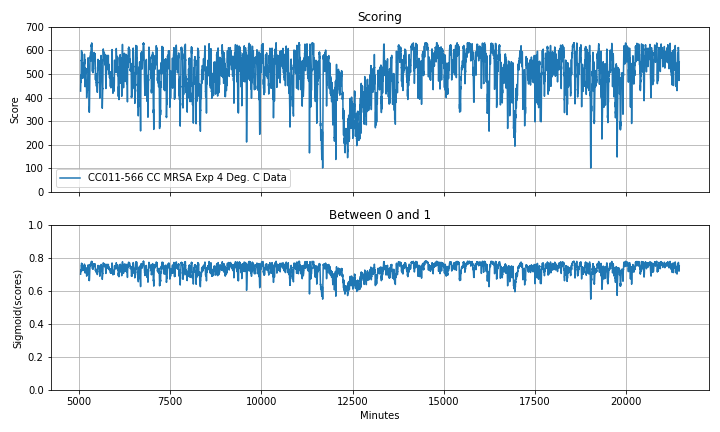 Scoring
700
600
500
400
300
200
100
0
Score
CC011-566 CC MRSA Exp 4 Deg. C Data
Between 0 and 1
1.0
0.8
0.6
0.4
0.2
0.0
Sigmoid(scores)
5000 7500 10000 12500 15000 17500 20000
Minutes